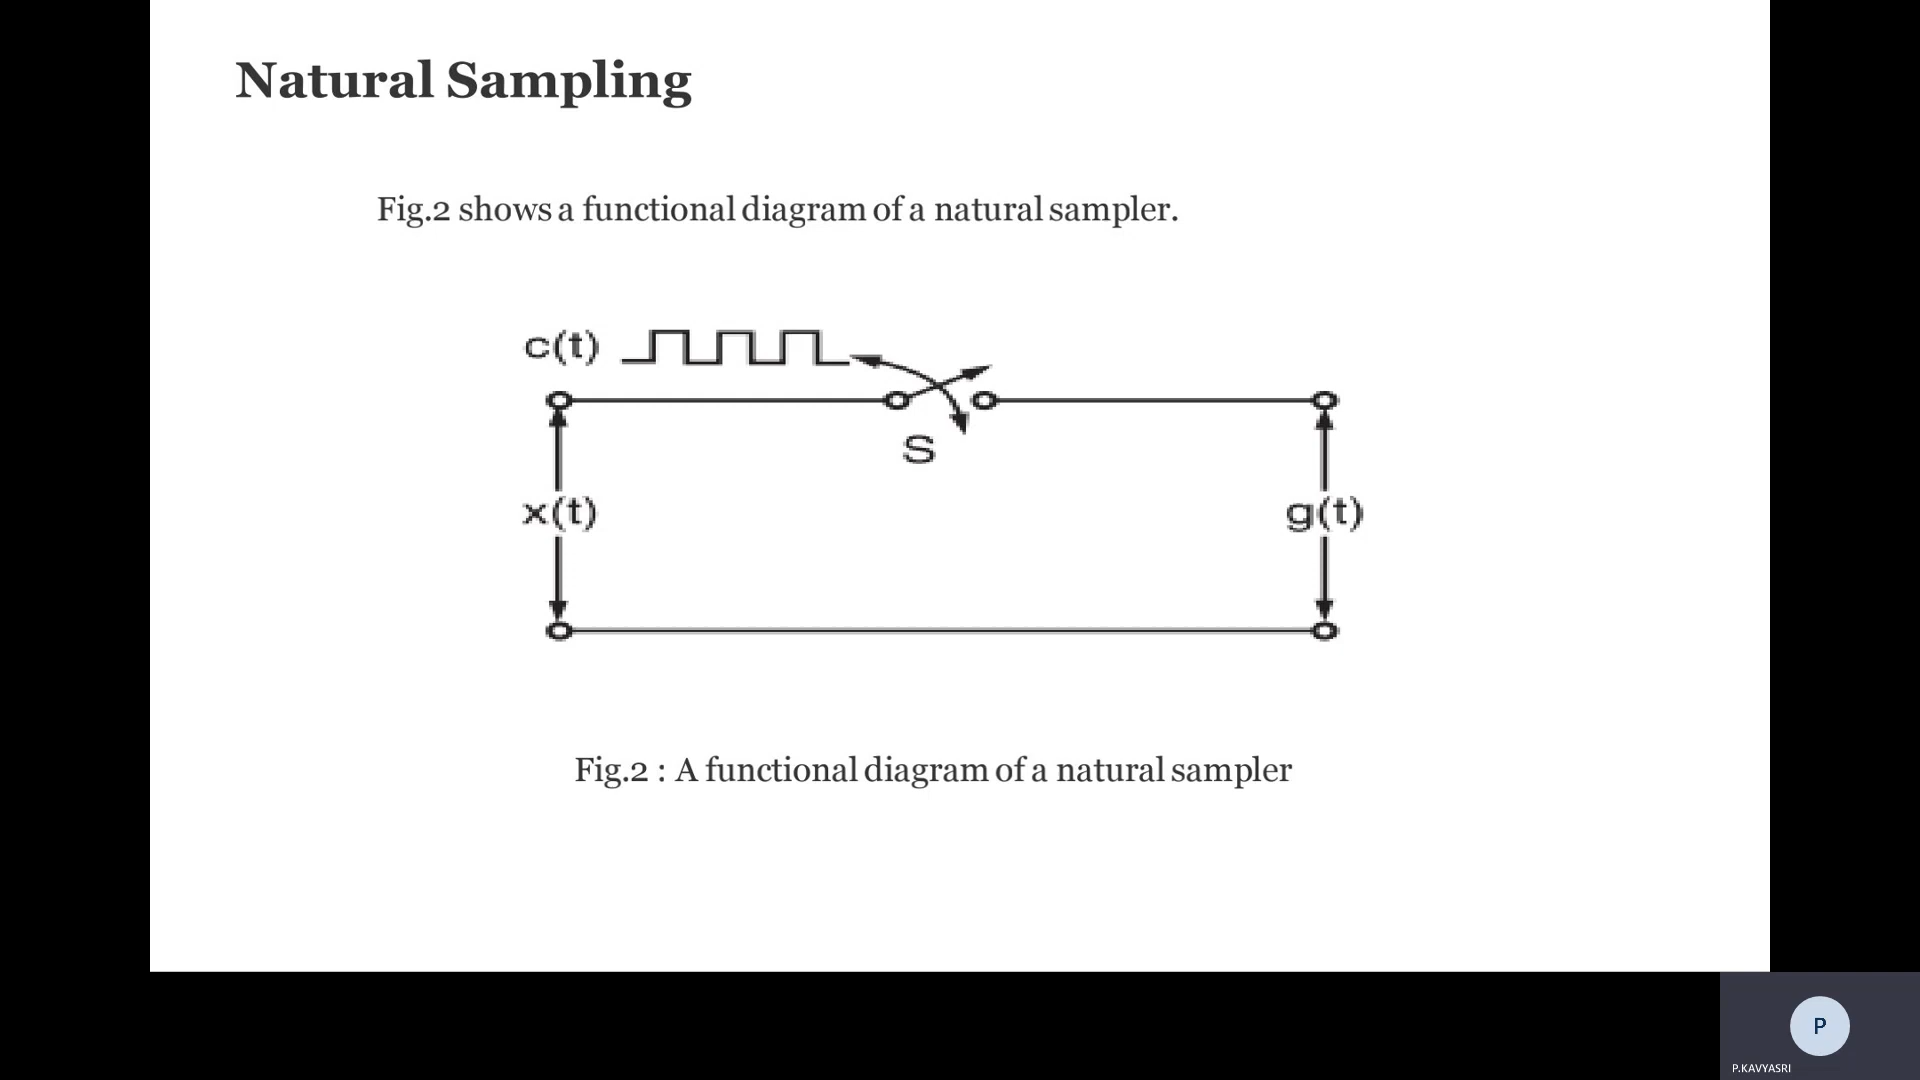 Natural Sampling
Fig.2 shows a functional diagram of a natural sampler.
c(t)
S
x(t)
g(t)
Fig.2 : A functional diagram of a natural sampler
P
P.KAVYASRI